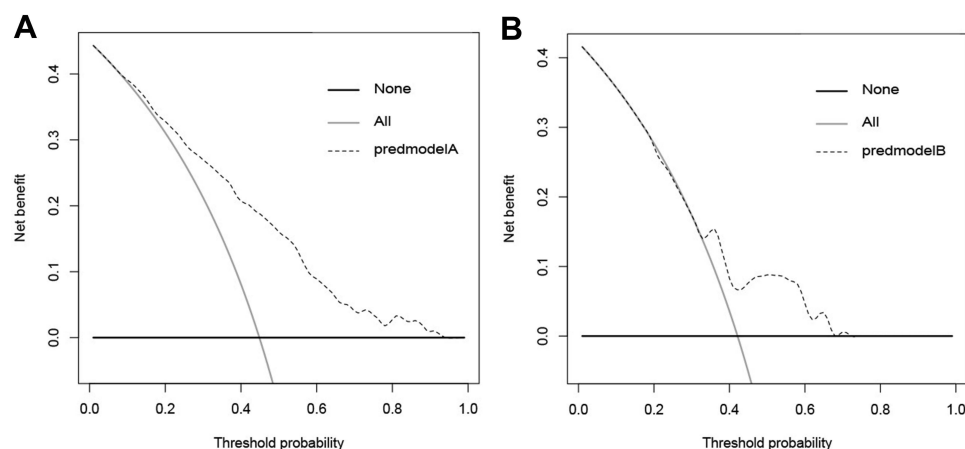 A
Net benefit
0.4
0.3
0.2
0.1
0.0
None
All
predmodelA
0.0 0.2 0.4 0.6 0.8 1.0
Threshold probability
B
Net benefit
0.4
0.3
0.2
0.1
0.0
None
All
predmodelB
0.0 0.2 0.4 0.6 0.8 1.0
Threshold probability